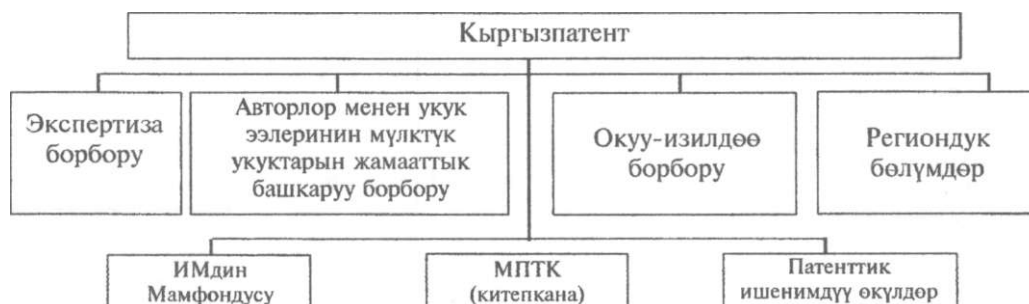 Кыргызпатент
Экспертиза
борбору
Авторлор менен укук
ээлеринин мүлктүк
укуктарын жамааттык
башкаруу борбору
Окуу-изилдөө
борбору
Региондук
бөлүмдөр
ИМдин
Мамфондусу
МПТК
(китепкана)
Патенттик
ишенимдүү өкүлдөр